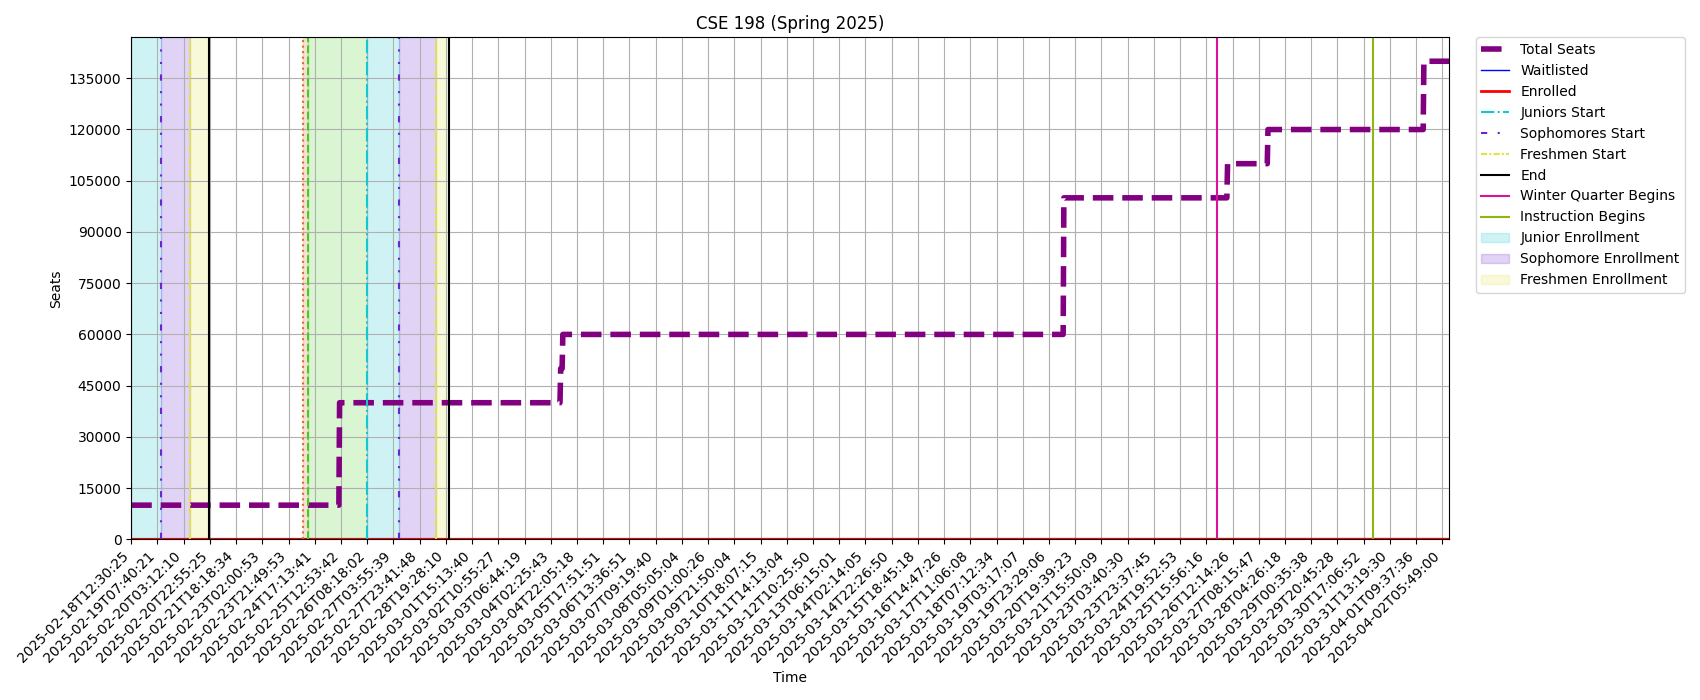 CSE 198 (Spring 2025)
Seats
135000
120000
105000
90000
75000
60000
45000
30000
15000
0
2025-02-18T12:30:25
2025-02-19T07:40:21
2025-02-20T03:12:10
2025-02-20T22:55:25
2025-02-21T18:18:34
2025-02-23T02:00:53
2025-02-23T21:49:53
2025-02-24T17:13:41
2025-02-25T12:53:42
2025-02-26T08:18:02
2025-02-27T03:55:39
2025-02-27T23:41:48
2025-02-28T19:28:10
2025-03-01T15:13:40
2025-03-02T10:55:27
2025-03-03T06:44:19
2025-03-04T02:25:43
2025-03-04T22:05:18
2025-03-05T17:51:51
2025-03-06T13:36:51
2025-03-07T09:19:40
2025-03-08T05:05:04
2025-03-09T01:00:26
2025-03-09T21:50:04
2025-03-10T18:07:15
2025-03-11T14:13:04
2025-03-12T10:25:50
2025-03-13T06:15:01
2025-03-14T02:14:05
2025-03-14T22:26:50
2025-03-15T18:45:18
2025-03-16T14:47:26
2025-03-17T11:06:08
2025-03-18T07:12:34
2025-03-19T03:17:07
2025-03-19T23:29:06
2025-03-20T19:39:23
2025-03-21T15:50:09
2025-03-23T03:40:30
2025-03-23T23:37:45
2025-03-24T19:52:53
2025-03-25T15:56:16
2025-03-26T12:14:26
2025-03-27T08:15:47
2025-03-28T04:26:18
2025-03-29T00:35:38
2025-03-29T20:45:28
2025-03-30T17:06:52
2025-03-31T13:19:30
2025-04-01T09:37:36
2025-04-02T05:49:00
Time
Total Seats
Waitlisted
Enrolled
Juniors Start
Sophomores Start
Freshmen Start
End
Winter Quarter Begins
Instruction Begins
Junior Enrollment
Sophomore Enrollment
Freshmen Enrollment